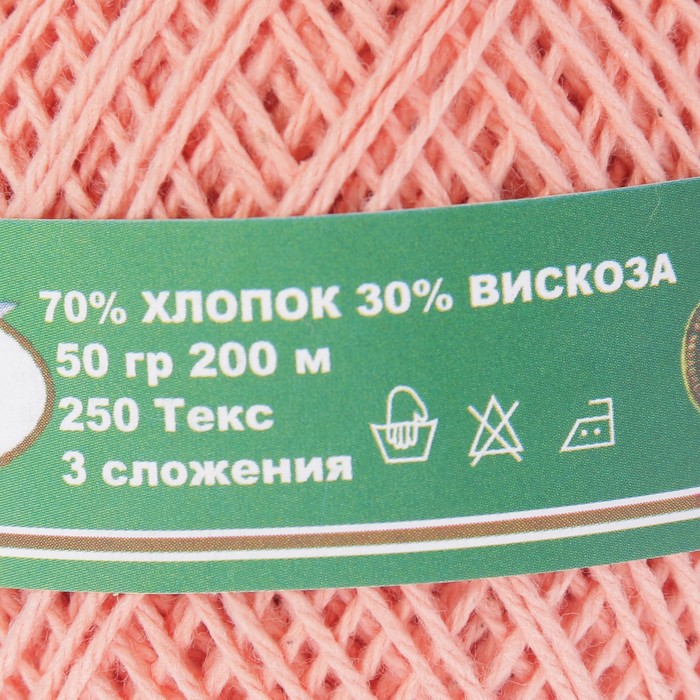 70% ХЛОПОК 30% ВИСКОЗА
50 гр 200 м
250 Текс
3 сложения